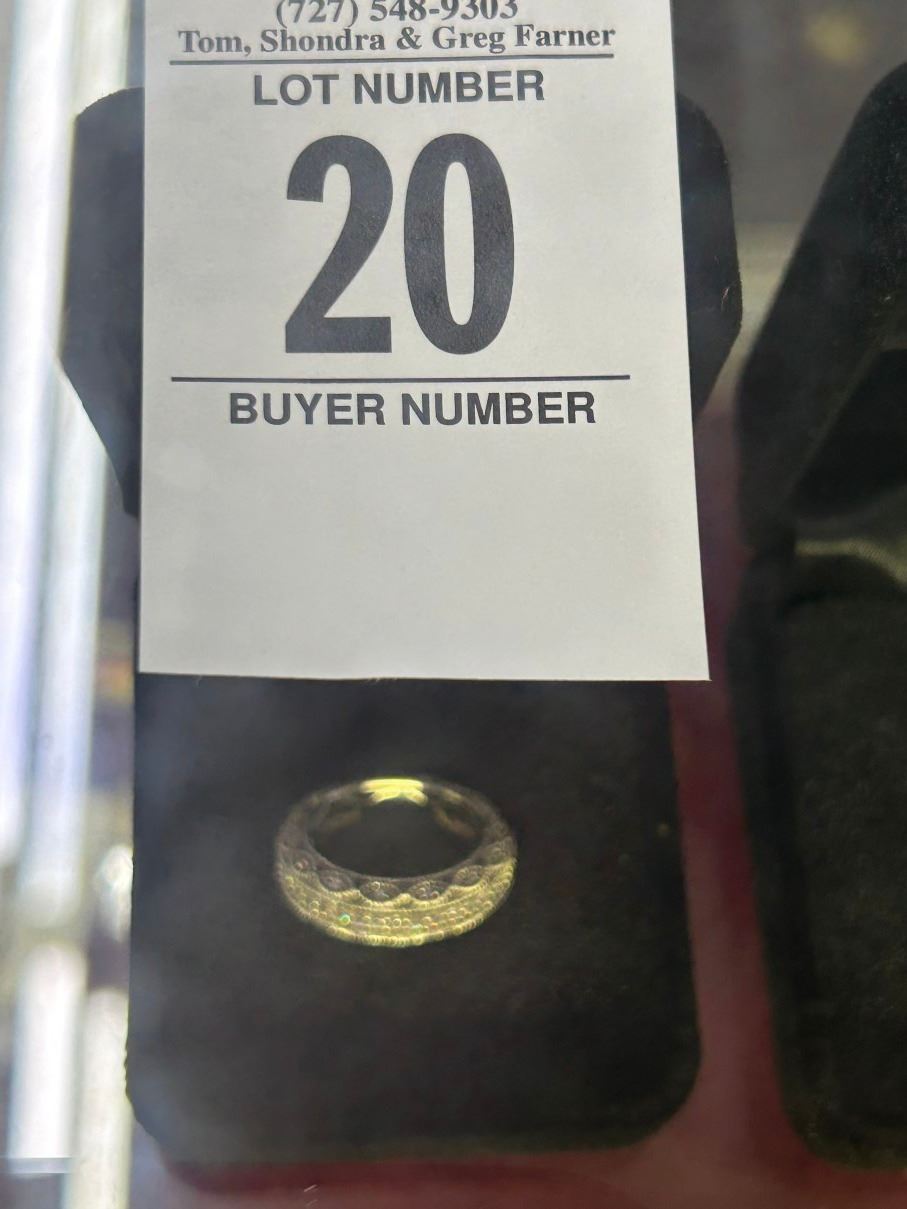 (727) 548-9303
Tom, Shondra & Greg Farner
LOT NUMBER
20
BUYER NUMBER